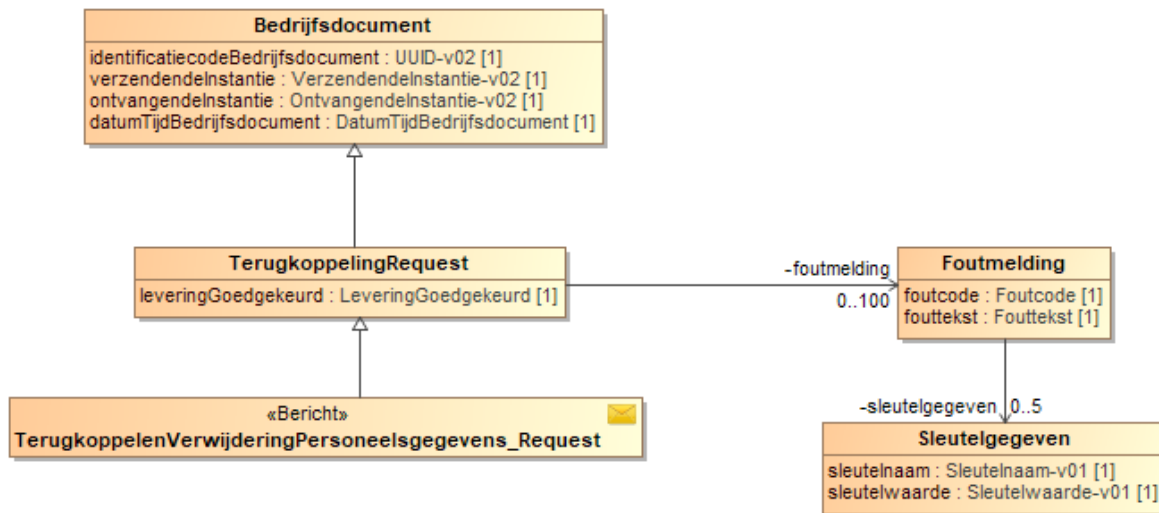 Bedrijfsdocument
identificatiecodeBedrijfsdocument : UUID-v02 [1]
verzendendeInstantie : VerzendendeInstantie-v02 [1]
ontvangendeInstantie : OntvangendeInstantie-v02 [1]
datumTijdBedrijfsdocument : DatumTijdBedrijfsdocument [1]
TerugkoppelingRequest
leveringGoedgekeurd : LeveringGoedgekeurd [1]
-foutmelding
0..100
Foutmelding
foutcode : Foutcode [1]
fouttekst : Fouttekst [1]
«Bericht»
TerugkoppelenVerwijderingPersoneelsgegevens_Request
-sleutelgegeven 0..5
Sleutelgegeven
sleutelnaam : Sleutelnaam-v01 [1]
sleutelwaarde : Sleutelwaarde-v01 [1]